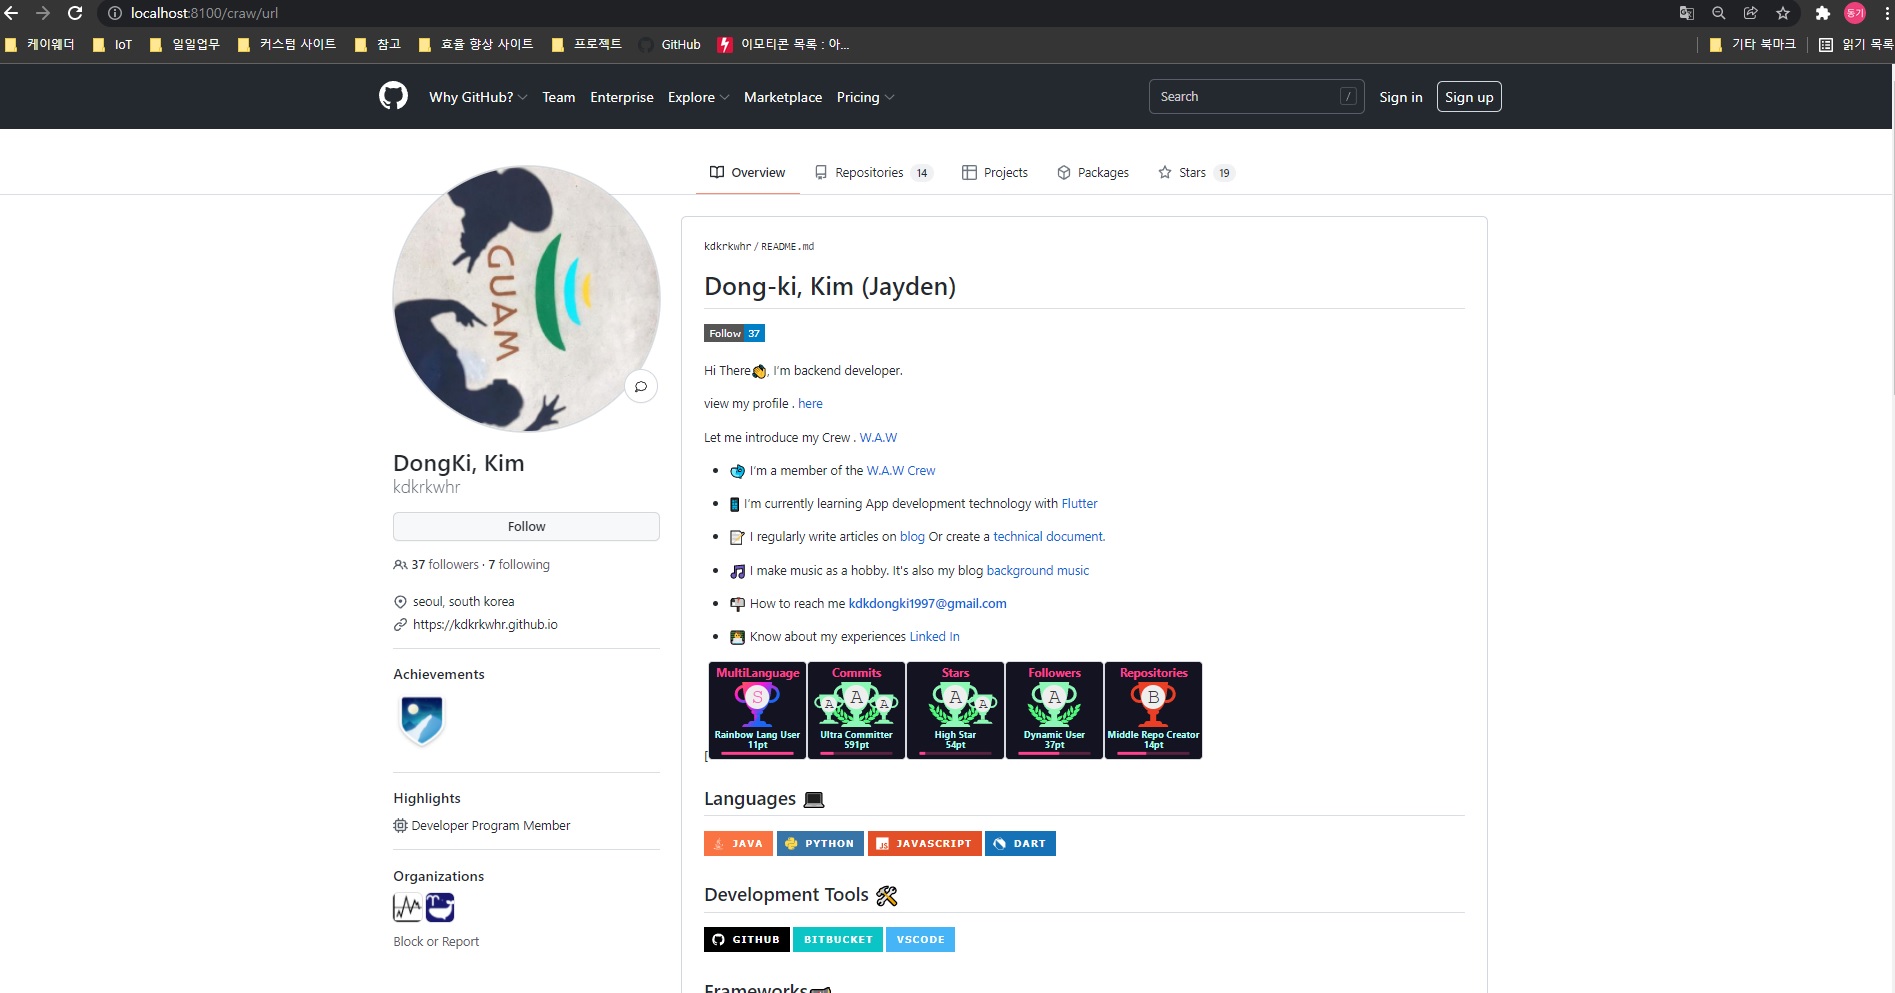 localhost:8100/craw/url
동기
케이웨더 IoT 일일업무 커스텀 사이트 참고 효율 향상 사이트 프로젝트 GitHub 이모티콘 목록 : 아... 기타 북마크 읽기 목록
Why GitHub? Team Enterprise Explore Marketplace Pricing Search / Sign in Sign up
Overview Repositories 14 Projects Packages Stars 19
GUAM
DongKi, Kim
kdkrkwhr
Follow
37 followers · 7 following
seoul, south korea
https://kdkrkwhr.github.io
Achievements
Highlights
Developer Program Member
Organizations
Block or Report
kdkrkwhr / README.md
Dong-ki, Kim (Jayden)
Follow 37
Hi There👏, I'm backend developer.
view my profile . here
Let me introduce my Crew . W.A.W
• 🐳 I'm a member of the W.A.W Crew
• 📱 I'm currently learning App development technology with Flutter
• 📝 I regularly write articles on blog Or create a technical document.
• 🎵 I make music as a hobby. It's also my blog background music
• 📬 How to reach me kdkdongki1997@gmail.com
• 👨‍💻 Know about my experiences Linked In
[
MultiLanguage Commits Stars Followers Repositories
S A A A A A A B
Rainbow Lang User Ultra Committer High Star Dynamic User Middle Repo Creator
11pt 591pt 54pt 37pt 14pt
Languages 💻
JAVA PYTHON JS JAVASCRIPT DART
Development Tools 🛠
GITHUB BITBUCKET VSCODE
Frameworks